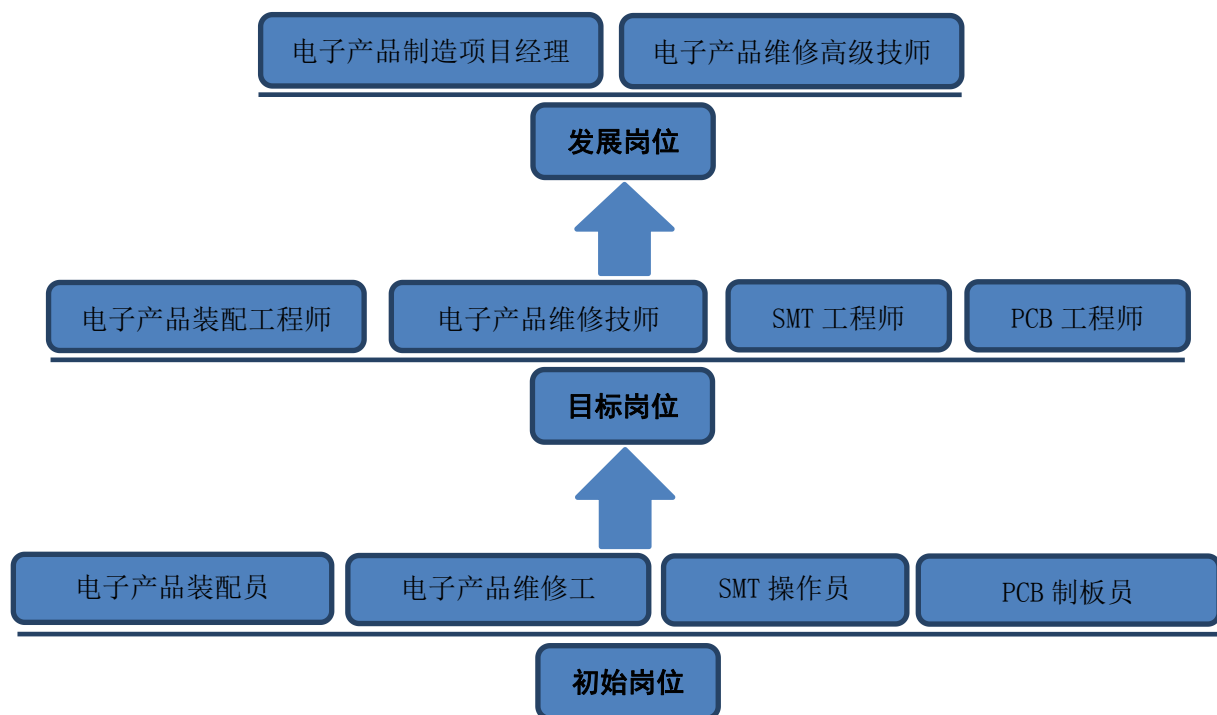 电子产品制造项目经理
电子产品维修高级技师
发展岗位
电子产品装配工程师
电子产品维修技师
SMT 工程师
PCB 工程师
目标岗位
电子产品装配员
电子产品维修工
SMT 操作员
PCB 制板员
初始岗位